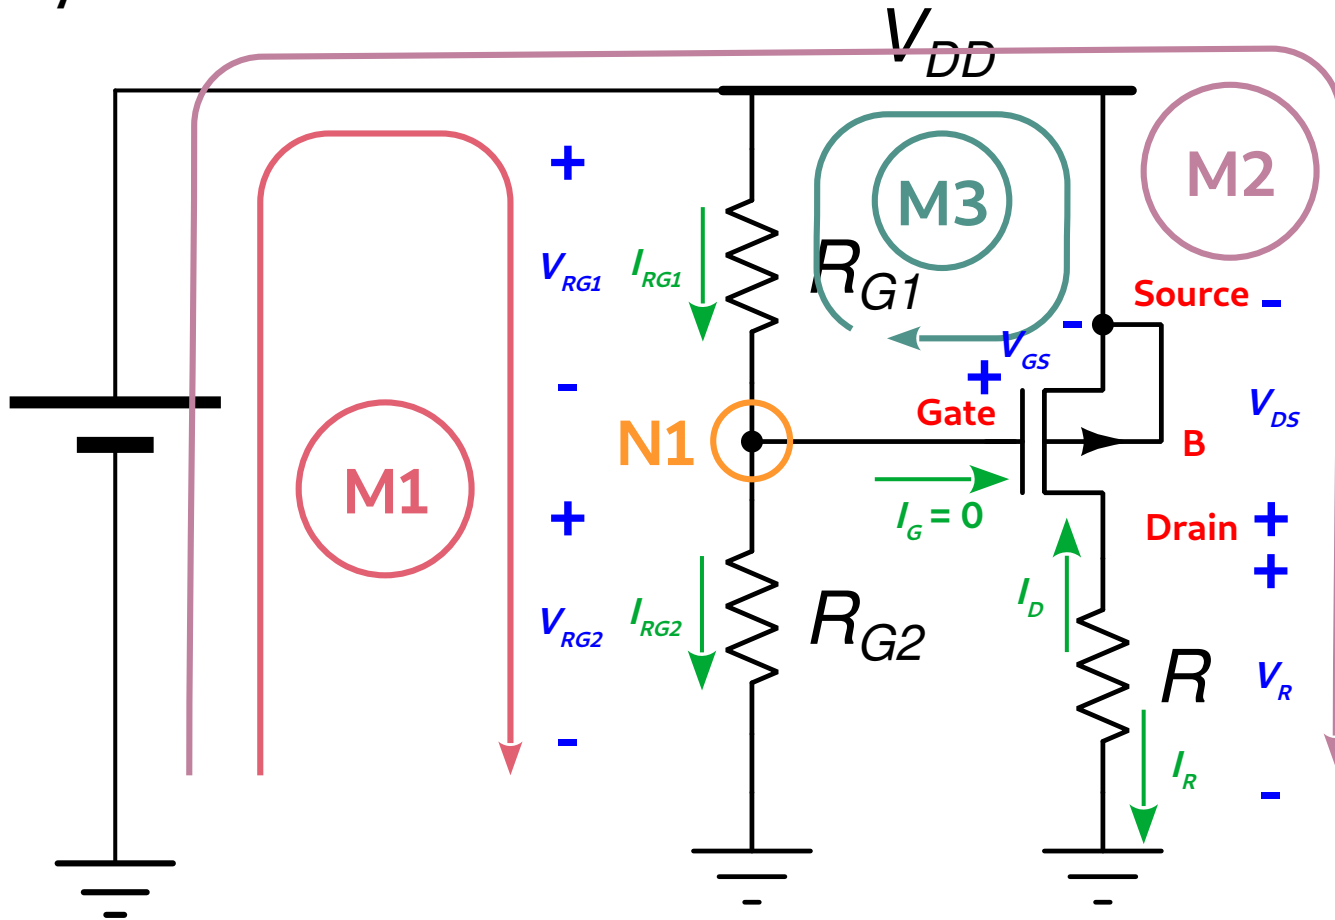 V_DD
M3
M2
+
V_RG1
I_RG1
R_G1
Source
-
-
V_GS
-
+
Gate
V_DS
N1
B
M1
+
I_G = 0
Drain
+
+
V_RG2
I_RG2
R_G2
I_D
R
V_R
-
I_R
-